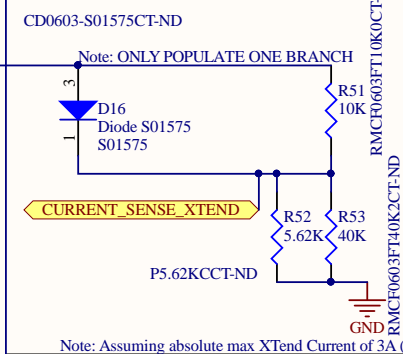 CD0603-S01575CT-ND
Note: ONLY POPULATE ONE BRANCH
RMCF0603FT10K0CT-
3
D16
Diode S01575
S01575
1
R51
10K
CURRENT_SENSE_XTEND
R52
5.62K
R53
40K
P5.62KCCT-ND
RMCF0603FT40K2CT-ND
GND
Note: Assuming absolute max XTend Current of 3A (